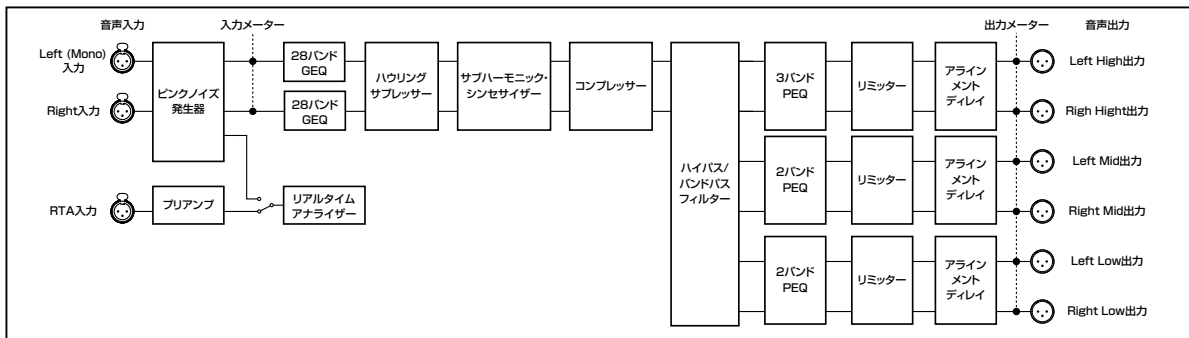 音声入力
入力メーター
出力メーター
音声出力
Left (Mono)
入力
Right入力
RTA入力
ピンクノイズ
発生器
プリアンプ
リアルタイム
アナライザー
28バンド
GEQ
28バンド
GEQ
ハウリング
サプレッサー
サブハーモニック・
シンセサイザー
コンプレッサー
ハイパス/
バンドパス
フィルター
3バンド
PEQ
リミッター
アライン
メント
ディレイ
2バンド
PEQ
リミッター
アライン
メント
ディレイ
2バンド
PEQ
リミッター
アライン
メント
ディレイ
Left High出力
Righ Hight出力
Left Mid出力
Right Mid出力
Left Low出力
Right Low出力